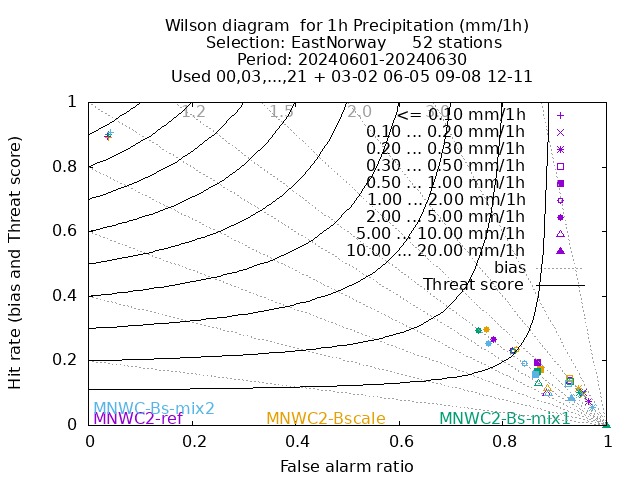 Wilson diagram  for 1h Precipitation (mm/1h)
Selection: EastNorway     52 stations
Period: 20240601-20240630
Used 00,03,...,21 + 03-02 06-05 09-08 12-11
Hit rate (bias and Threat score)
1
0.8
0.6
0.4
0.2
0
1.2
1.5
2.0
3.0
<= 0.10 mm/1h
0.10 ... 0.20 mm/1h
0.20 ... 0.30 mm/1h
0.30 ... 0.50 mm/1h
0.50 ... 1.00 mm/1h
1.00 ... 2.00 mm/1h
2.00 ... 5.00 mm/1h
5.00 ... 10.00 mm/1h
10.00 ... 20.00 mm/1h
bias
Threat score
MNWC-Bs-mix2
MNWC2-ref
MNWC2-Bscale
MNWC2-Bs-mix1
0
0.2
0.4
0.6
0.8
1
False alarm ratio